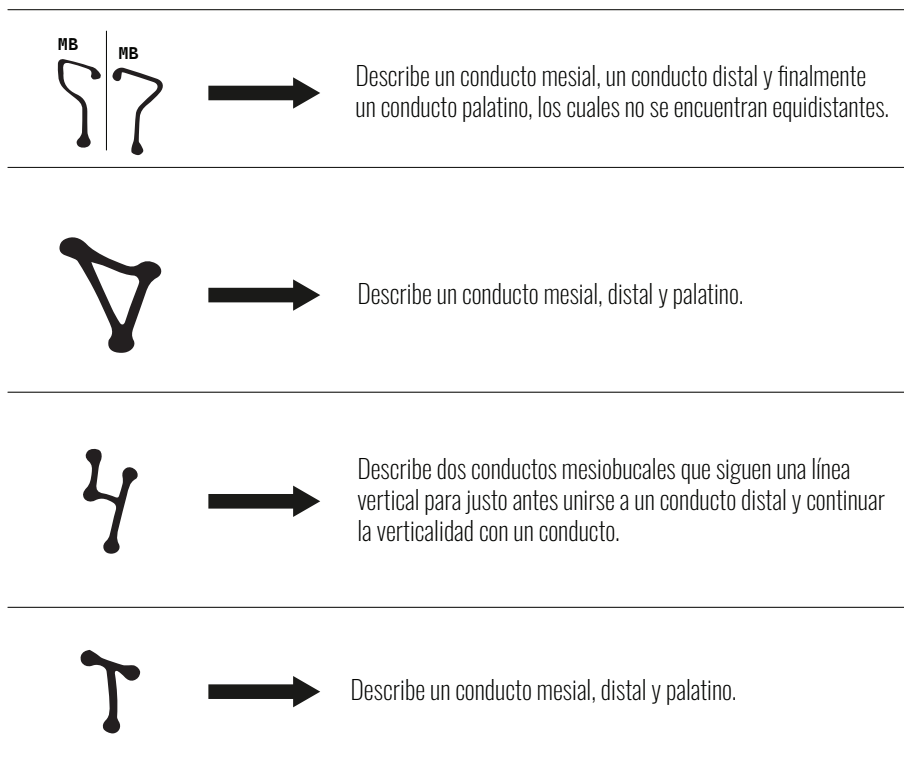 MB
MB
Describe un conducto mesial, un conducto distal y finalmente
un conducto palatino, los cuales no se encuentran equidistantes.
Describe un conducto mesial, distal y palatino.
Describe dos conductos mesiobucales que siguen una línea
vertical para justo antes unirse a un conducto distal y continuar
la verticalidad con un conducto.
Describe un conducto mesial, distal y palatino.